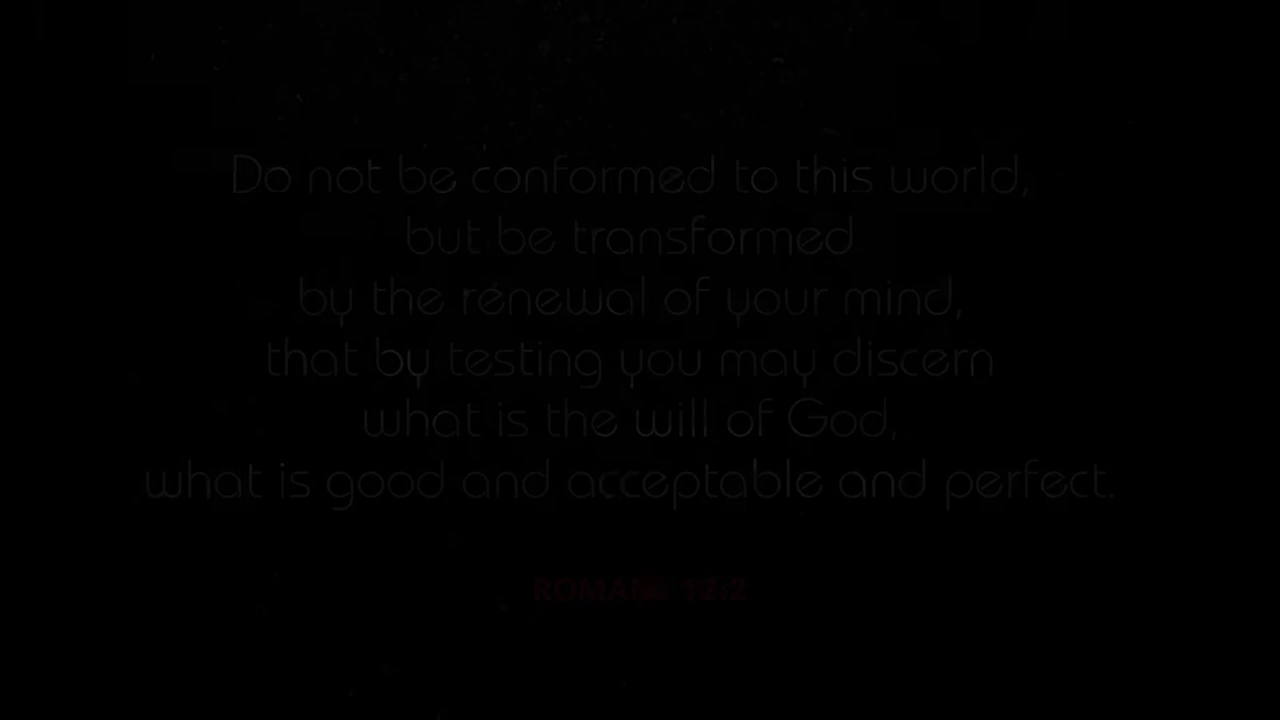 Do not be conformed to this world,
but be transformed
by the renewal of your mind,
that by testing you may discern
what is the will of God,
what is good and acceptable and perfect.
ROMANS 12:2